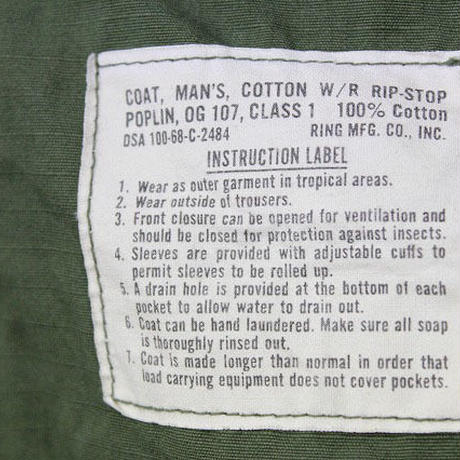 COAT, MAN'S, COTTON W/R RIP-STOP
POPLIN, OG 107, CLASS 1 100% Cotton
DSA 100-68-C-2484 RING MFG. CO., INC.
INSTRUCTION LABEL
1. Wear as outer garment in tropical areas.
2. Wear outside of trousers.
3. Front closure can be opened for ventilation and
should be closed for protection against insects.
4. Sleeves are provided with adjustable cuffs to
permit sleeves to be rolled up.
5. A drain hole is provided at the bottom of each
pocket to allow water to drain out.
6. Coat can be hand laundered. Make sure all soap
is thoroughly rinsed out.
7. Coat is made longer than normal in order that
load carrying equipment does not cover pockets.